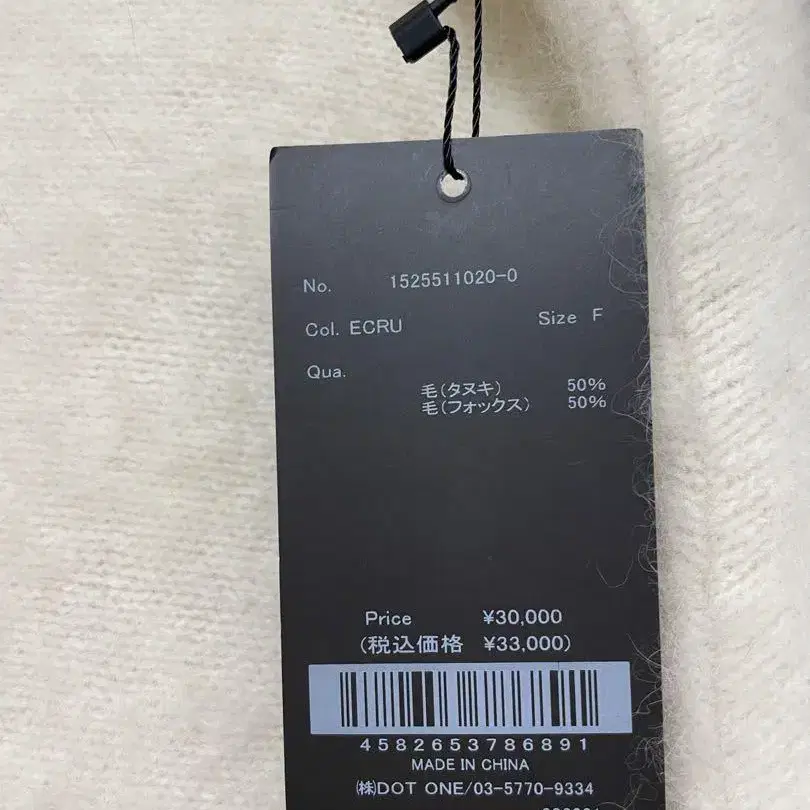 No. 1525511020-0
Col. ECRU Size F
Qua.
毛(タヌキ) 50%
毛(フォックス) 50%
Price ¥30,000
(税込価格 ¥33,000)
4582653786891
MADE IN CHINA
㈱DOT ONE/03-5770-9334